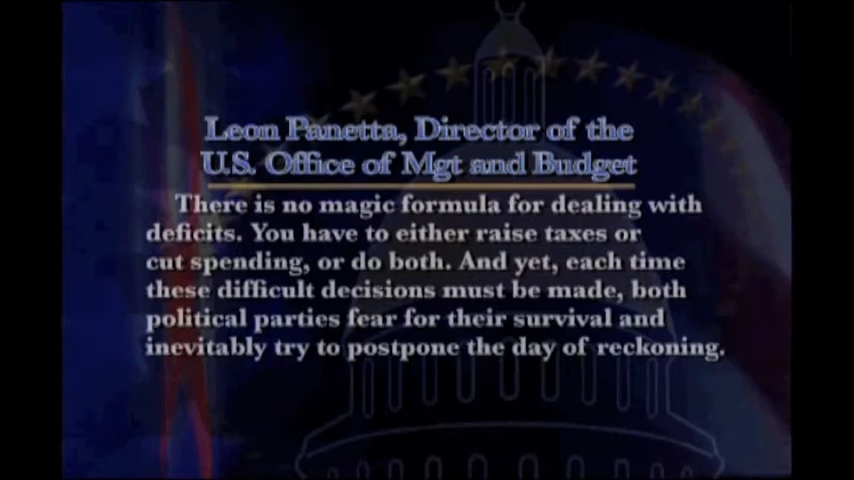 Leon Panetta, Director of the
U.S. Office of Mgt and Budget
There is no magic formula for dealing with
deficits. You have to either raise taxes or
cut spending, or do both. And yet, each time
these difficult decisions must be made, both
political parties fear for their survival and
inevitably try to postpone the day of reckoning.